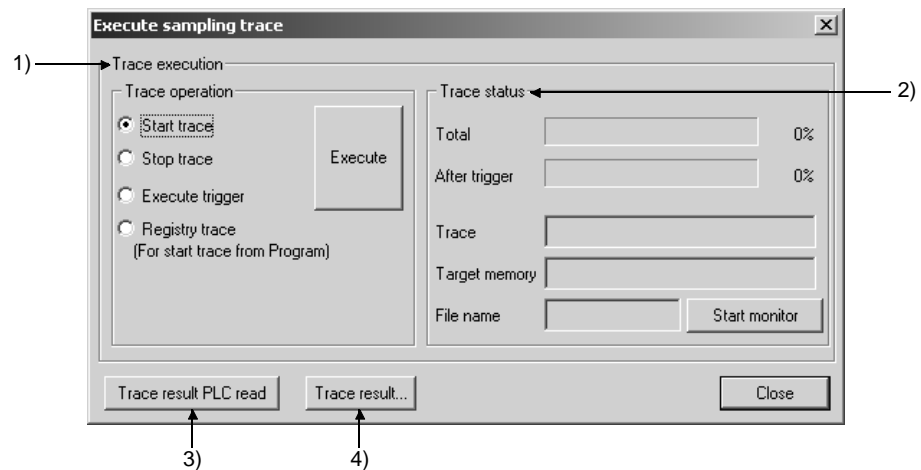 Execute sampling trace
1)
Trace execution
Trace operation
Start trace
Stop trace
Execute trigger
Registry trace
(For start trace from Program)
Execute
Trace status
2)
Total
0%
After trigger
0%
Trace
Target memory
File name
Start monitor
Trace result PLC read
Trace result...
Close
3)
4)